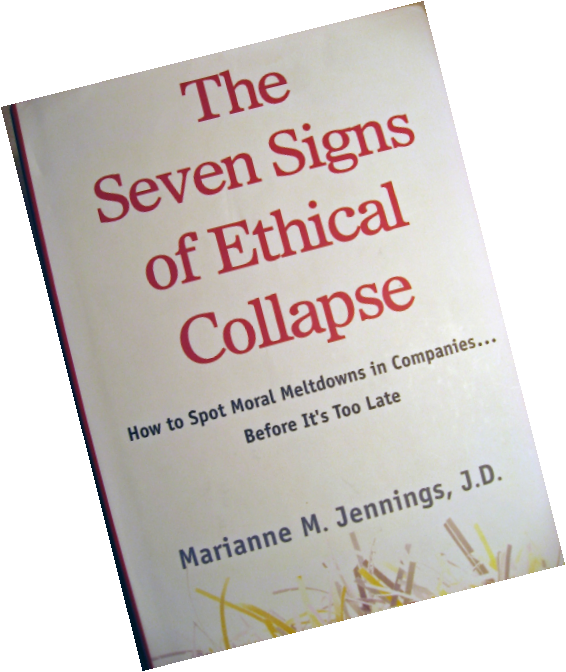 The
Seven Signs
of Ethical
Collapse
How to Spot Moral Meltdowns in Companies...
Before It's Too Late
Marianne M. Jennings, J.D.